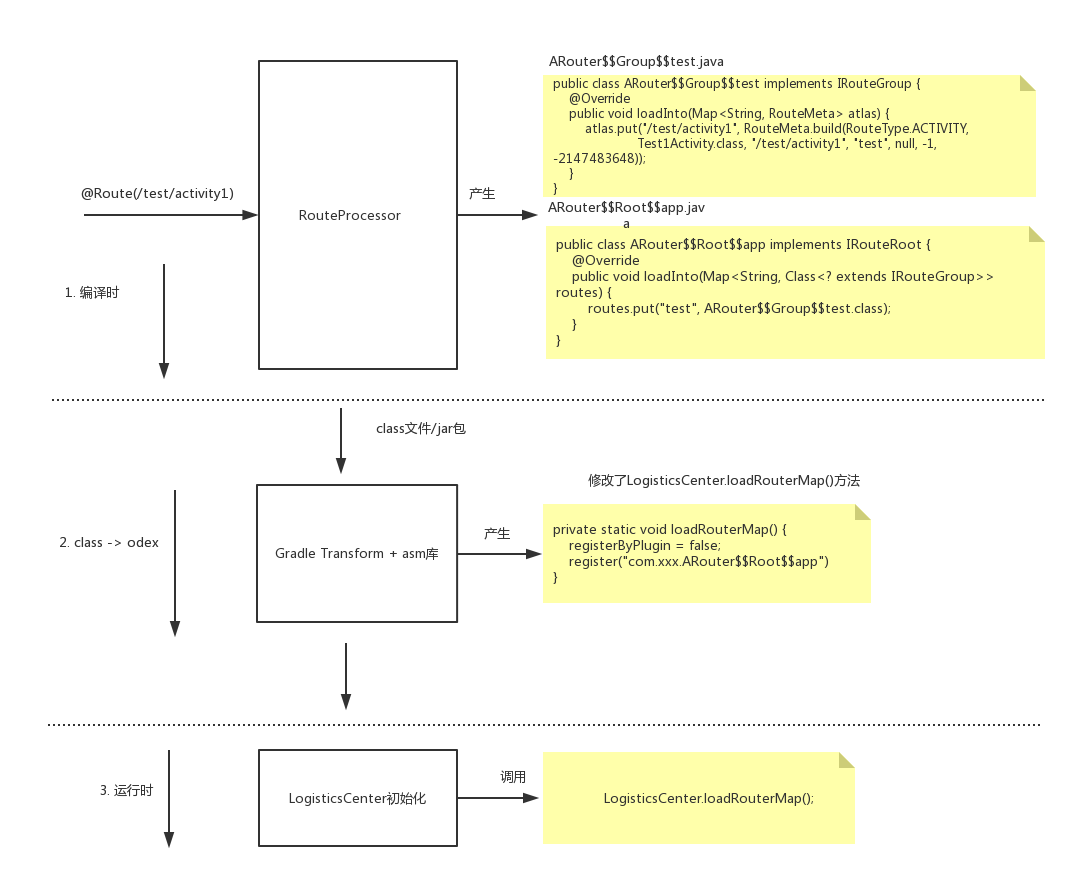 ARouter$$Group$$test.java
public class ARouter$$Group$$test implements IRouteGroup {
@Override
public void loadInto(Map<String, RouteMeta> atlas) {
atlas.put("/test/activity1", RouteMeta.build(RouteType.ACTIVITY,
Test1Activity.class, "/test/activity1", "test", null, -1,
-2147483648));
}
}
@Route(/test/activity1)
RouteProcessor
产生
ARouter$$Root$$app.jav
a
public class ARouter$$Root$$app implements IRouteRoot {
@Override
public void loadInto(Map<String, Class<? extends IRouteGroup>>
routes) {
routes.put("test", ARouter$$Group$$test.class);
}
}
1. 编译时
class文件/jar包
修改了LogisticsCenter.loadRouterMap()方法
2. class -> odex
Gradle Transform + asm库
产生
private static void loadRouterMap() {
registerByPlugin = false;
register("com.xxx.ARouter$$Root$$app")
}
3. 运行时
LogisticsCenter初始化
调用
LogisticsCenter.loadRouterMap();